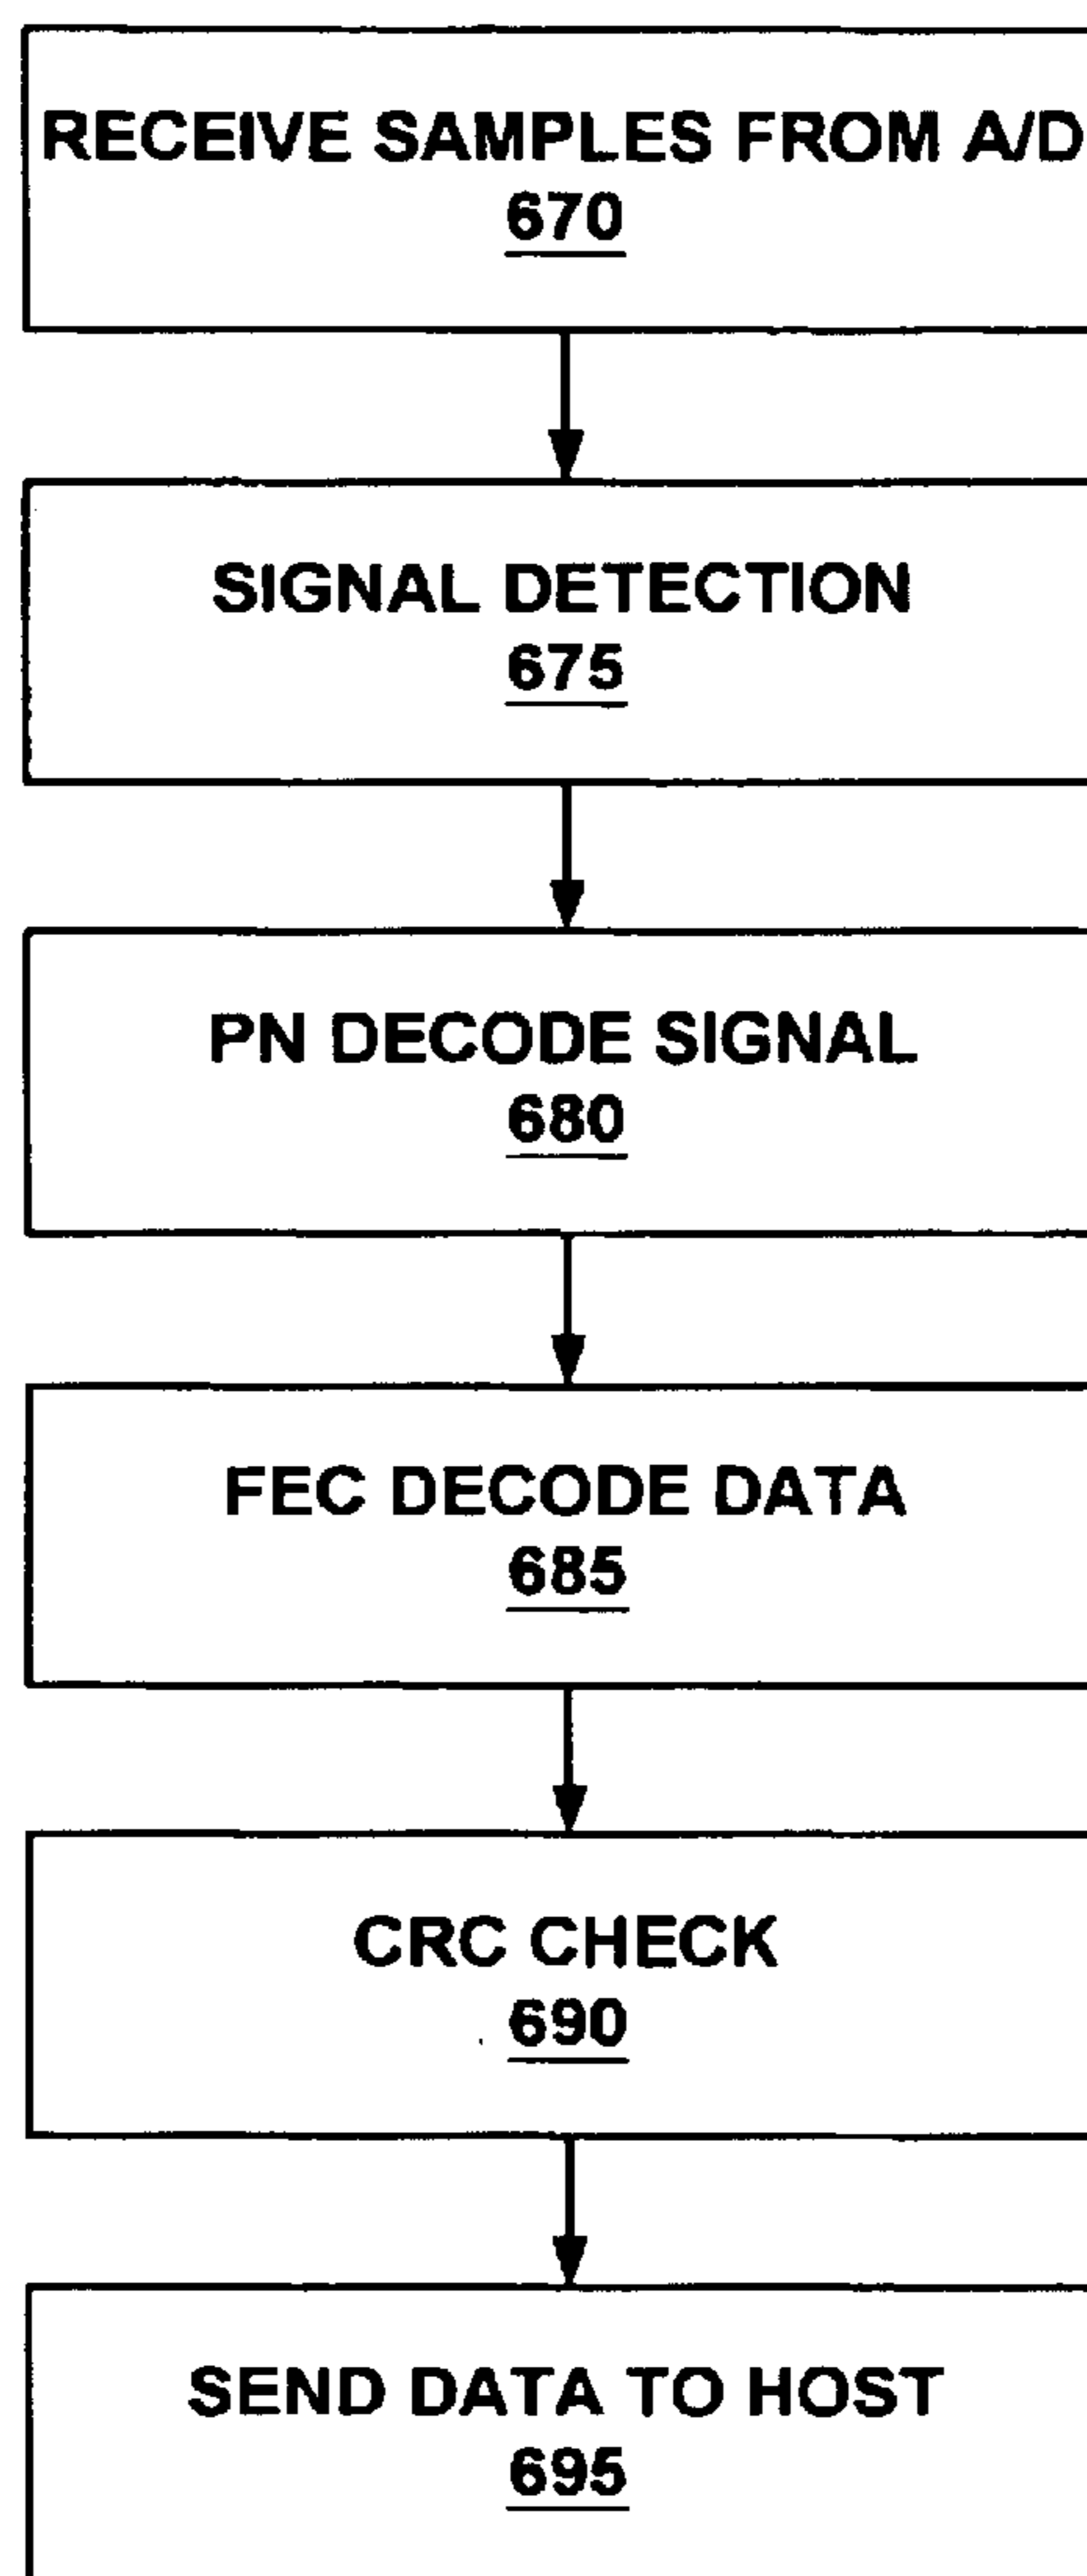 RECEIVE SAMPLES FROM A/D
670
SIGNAL DETECTION
675
PN DECODE SIGNAL
680
FEC DECODE DATA
685
CRC CHECK
690
SEND DATA TO HOST
695